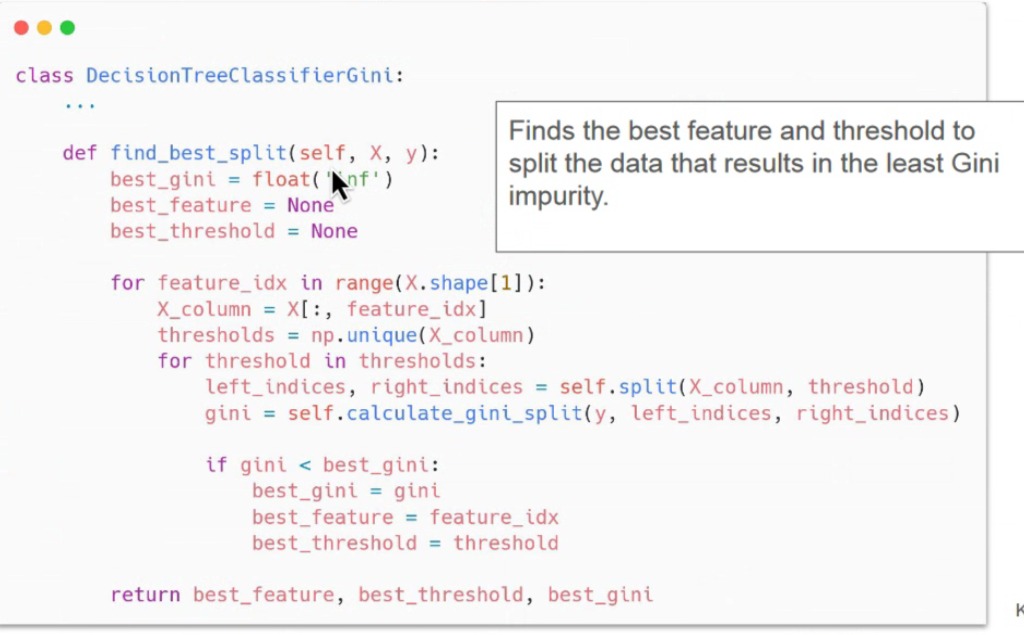 class DecisionTreeClassifierGini:
    ...
    def find_best_split(self, X, y):
        best_gini = float('inf')
        best_feature = None
        best_threshold = None
        for feature_idx in range(X.shape[1]):
            X_column = X[:, feature_idx]
            thresholds = np.unique(X_column)
            for threshold in thresholds:
                left_indices, right_indices = self.split(X_column, threshold)
                gini = self.calculate_gini_split(y, left_indices, right_indices)
                if gini < best_gini:
                    best_gini = gini
                    best_feature = feature_idx
                    best_threshold = threshold
        return best_feature, best_threshold, best_gini
Finds the best feature and threshold to
split the data that results in the least Gini
impurity.